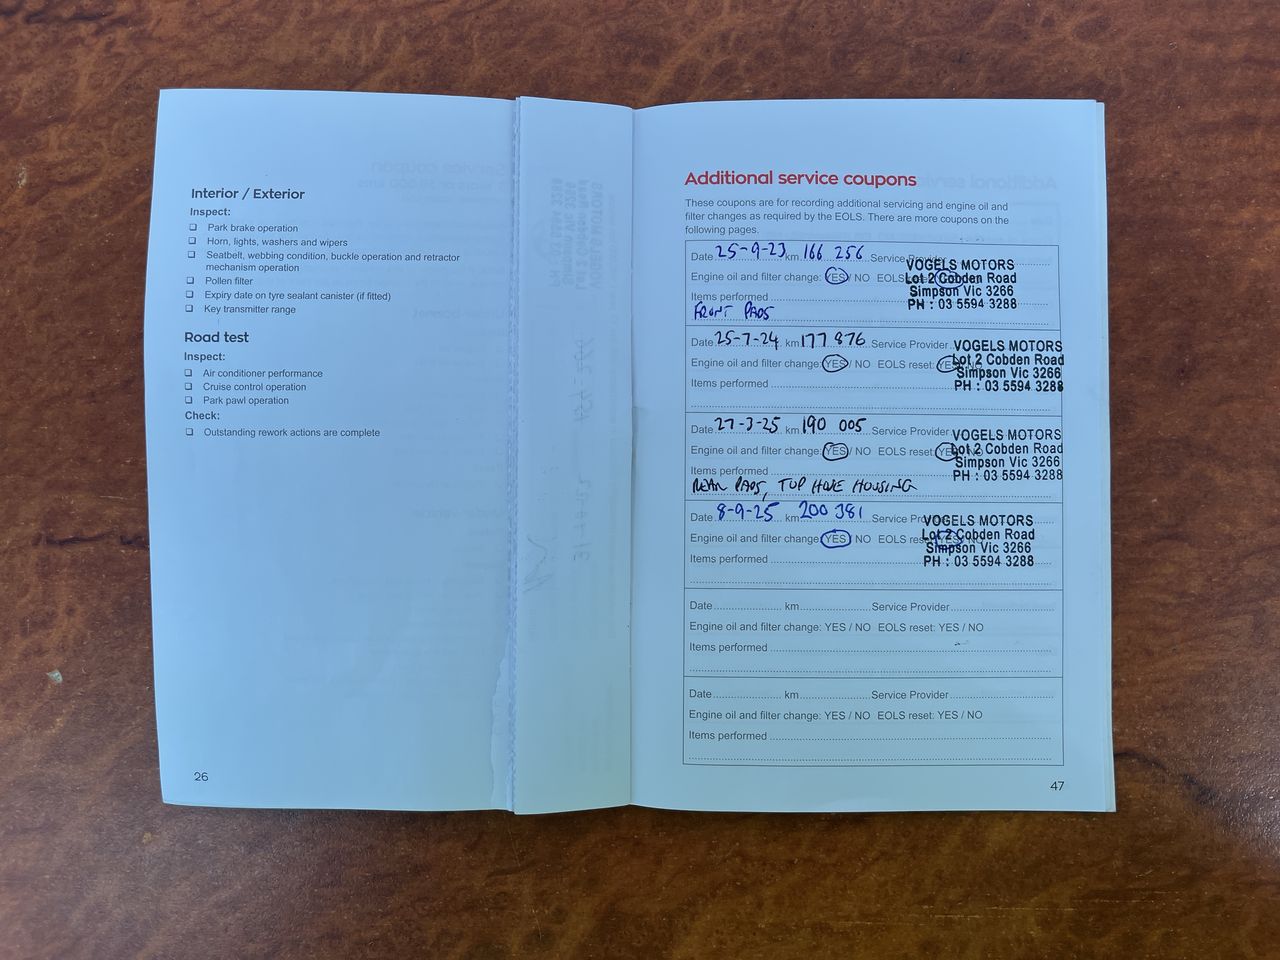 Interior / Exterior
Inspect:
❑ Park brake operation
❑ Horn, lights, washers and wipers
❑ Seatbelt, webbing condition, buckle operation and retractor
mechanism operation
❑ Pollen filter
❑ Expiry date on tyre sealant canister (if fitted)
❑ Key transmitter range
Road test
Inspect:
❑ Air conditioner performance
❑ Cruise control operation
❑ Park pawl operation
Check:
❑ Outstanding rework actions are complete
26
Additional service coupons
These coupons are for recording additional servicing and engine oil and
filter changes as required by the EOLS. There are more coupons on the
following pages.
Date 25-9-23 km 166 256 Service Provider
VOGELS MOTORS
Engine oil and filter change: YES / NO EOLS
Lot 2 Cobden Road
Simpson Vic 3266
Items performed
PH : 03 5594 3288
FRONT PADS
Date 25-7-24 km 177 876 Service Provider
VOGELS MOTORS
Lot 2 Cobden Road
Engine oil and filter change: YES / NO EOLS reset: YES / NO
Simpson Vic 3266
Items performed
PH : 03 5594 3288
Date 27-3-25 km 190 005 Service Provider
VOGELS MOTORS
Lot 2 Cobden Road
Engine oil and filter change: YES / NO EOLS reset: YES / NO
Simpson Vic 3266
Items performed
PH : 03 5594 3288
REAR PADS, TOP HOSE HOUSING
Date 8-9-25 km 200 381 Service Provider
VOGELS MOTORS
Lot 2 Cobden Road
Engine oil and filter change: YES / NO EOLS reset: YES / NO
Simpson Vic 3266
Items performed
PH : 03 5594 3288
Date km Service Provider
Engine oil and filter change: YES / NO EOLS reset: YES / NO
Items performed
Date km Service Provider
Engine oil and filter change: YES / NO EOLS reset: YES / NO
Items performed
47